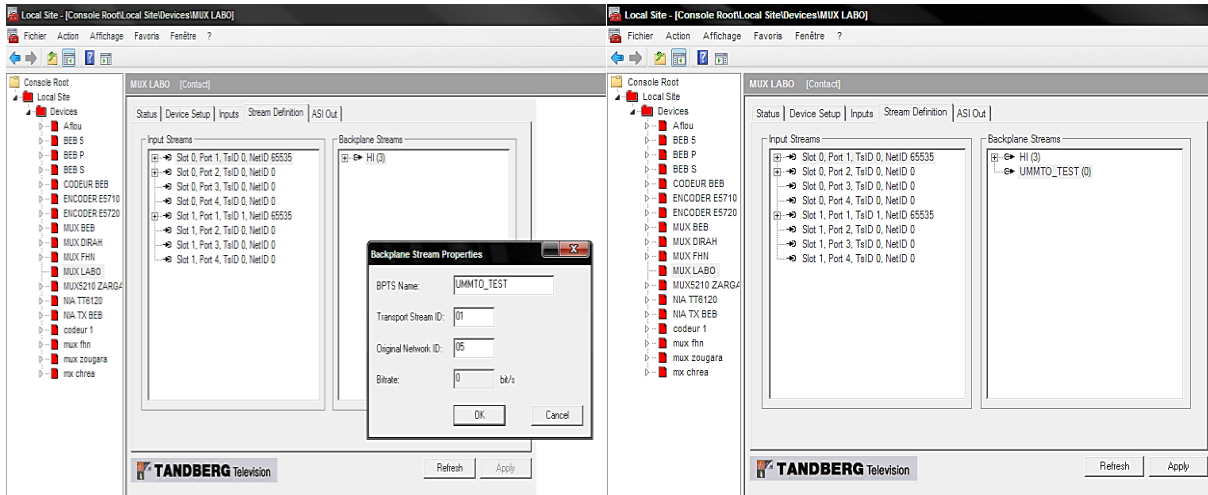 Local Site - [Console Root\Local Site\Devices\MUX LABO]
Fichier Action Affichage Favoris Fenêtre ?
Console Root
Local Site
Devices
Aflou
BEB 5
BEB P
BEB S
CODEUR BEB
ENCODER E5710
ENCODER E5720
MUX BEB
MUX DIRAH
MUX FHN
MUX LABO
MUX5210 ZARGA
NIA TT6120
NIA TX BEB
codeur 1
mux fhn
mux zougara
mx chrea
MUX LABO [Contact]
Status Device Setup Inputs Stream Definition ASI Out
Input Streams
Slot 0, Port 1, TsID 0, NetID 65535
Slot 0, Port 2, TsID 0, NetID 0
Slot 0, Port 3, TsID 0, NetID 0
Slot 0, Port 4, TsID 0, NetID 0
Slot 1, Port 1, TsID 1, NetID 65535
Slot 1, Port 2, TsID 0, NetID 0
Slot 1, Port 3, TsID 0, NetID 0
Slot 1, Port 4, TsID 0, NetID 0
Backplane Streams
HI (3)
Backplane Stream Properties
BPTS Name: UMMTO_TEST
Transport Stream ID: 01
Original Network ID: 05
Bitrate: 0 bit/s
OK Cancel
TANDBERG Television
Refresh Apply
Local Site - [Console Root\Local Site\Devices\MUX LABO]
Fichier Action Affichage Favoris Fenêtre ?
Console Root
Local Site
Devices
Aflou
BEB 5
BEB P
BEB S
CODEUR BEB
ENCODER E5710
ENCODER E5720
MUX BEB
MUX DIRAH
MUX FHN
MUX LABO
MUX5210 ZARGA
NIA TT6120
NIA TX BEB
codeur 1
mux fhn
mux zougara
mx chrea
MUX LABO [Contact]
Status Device Setup Inputs Stream Definition ASI Out
Input Streams
Slot 0, Port 1, TsID 0, NetID 65535
Slot 0, Port 2, TsID 0, NetID 0
Slot 0, Port 3, TsID 0, NetID 0
Slot 0, Port 4, TsID 0, NetID 0
Slot 1, Port 1, TsID 1, NetID 65535
Slot 1, Port 2, TsID 0, NetID 0
Slot 1, Port 3, TsID 0, NetID 0
Slot 1, Port 4, TsID 0, NetID 0
Backplane Streams
HI (3)
UMMTO_TEST (0)
TANDBERG Television
Refresh Apply